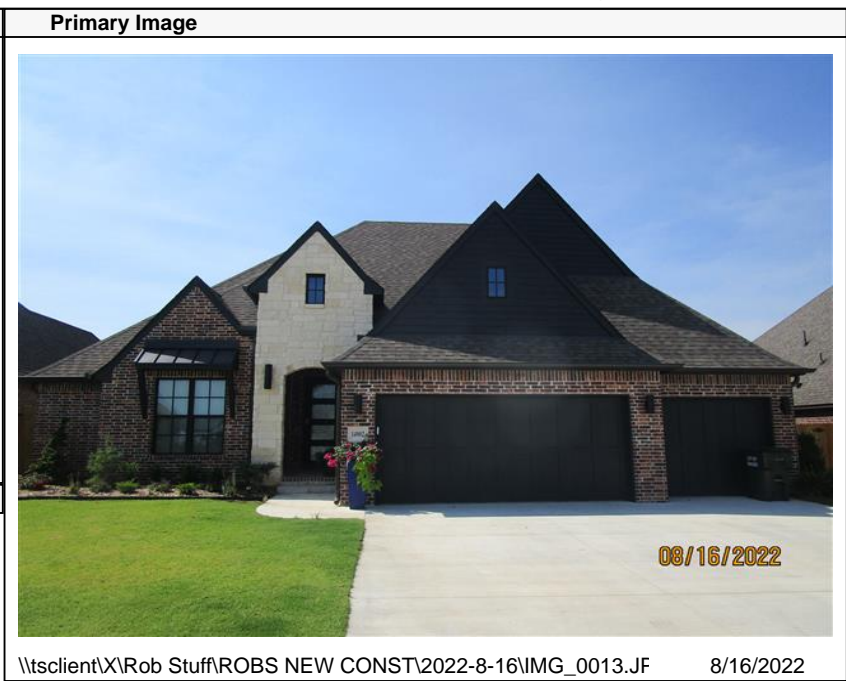 Primary Image
08/16/2022
\\tsclient\X\Rob Stuff\ROBS NEW CONST\2022-8-16\IMG_0013.JF 8/16/2022